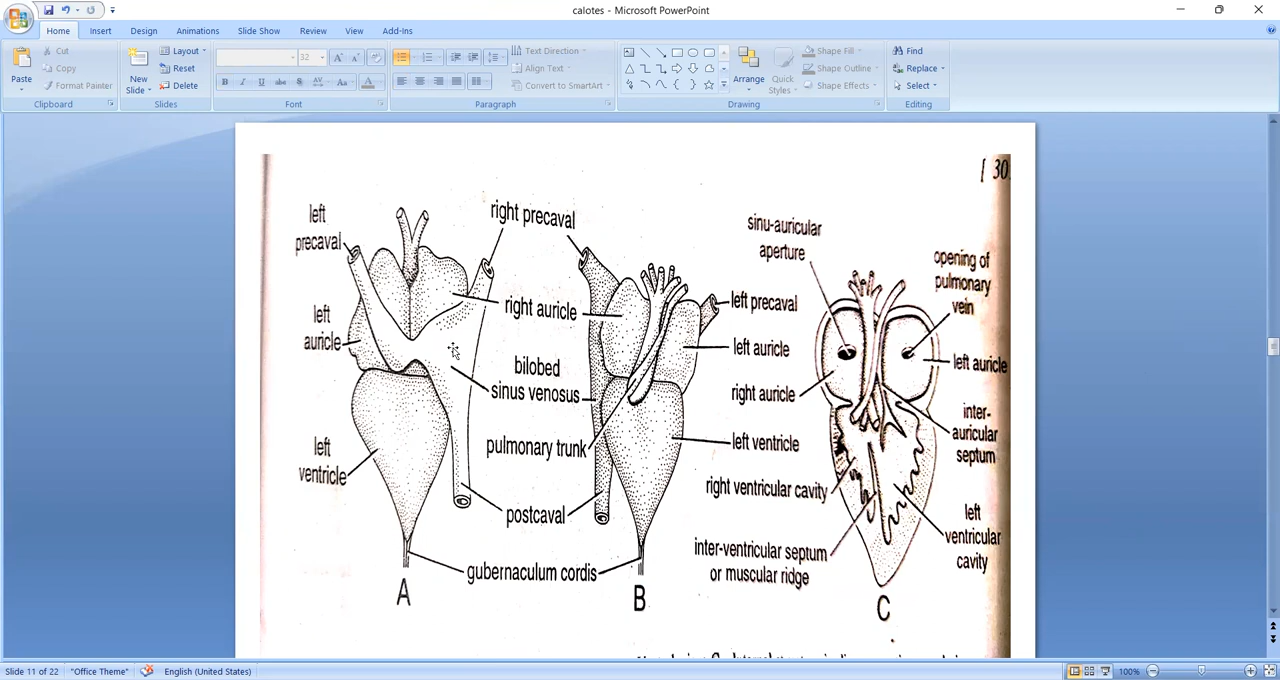 calotes - Microsoft PowerPoint
Home
Insert
Design
Animations
Slide Show
Review
View
Add-Ins
Paste
Cut
Copy
Format Painter
Clipboard
New
Slide
Layout
Reset
Delete
Slides
32
Font
Text Direction
Align Text
Convert to SmartArt
Paragraph
Arrange
Quick
Styles
Shape Fill
Shape Outline
Shape Effects
Drawing
Find
Replace
Select
Editing
[ 30
left
precaval
left
auricle
left
ventricle
right precaval
right auricle
bilobed
sinus venosus
pulmonary trunk
postcaval
gubernaculum cordis
left precaval
left auricle
left ventricle
sinu-auricular
aperture
right auricle
right ventricular cavity
inter-ventricular septum
or muscular ridge
opening of
pulmonary
vein
left auricle
inter-
auricular
septum
left
ventricular
cavity
A
B
C
Slide 11 of 22
"Office Theme"
English (United States)
100%